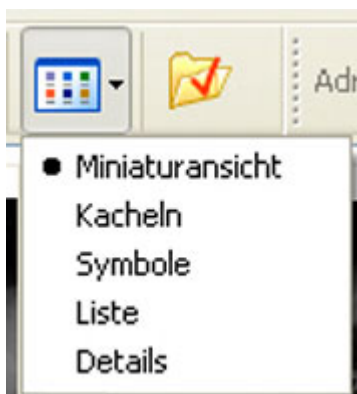 Adr
Miniaturansicht
Kacheln
Symbole
Liste
Details